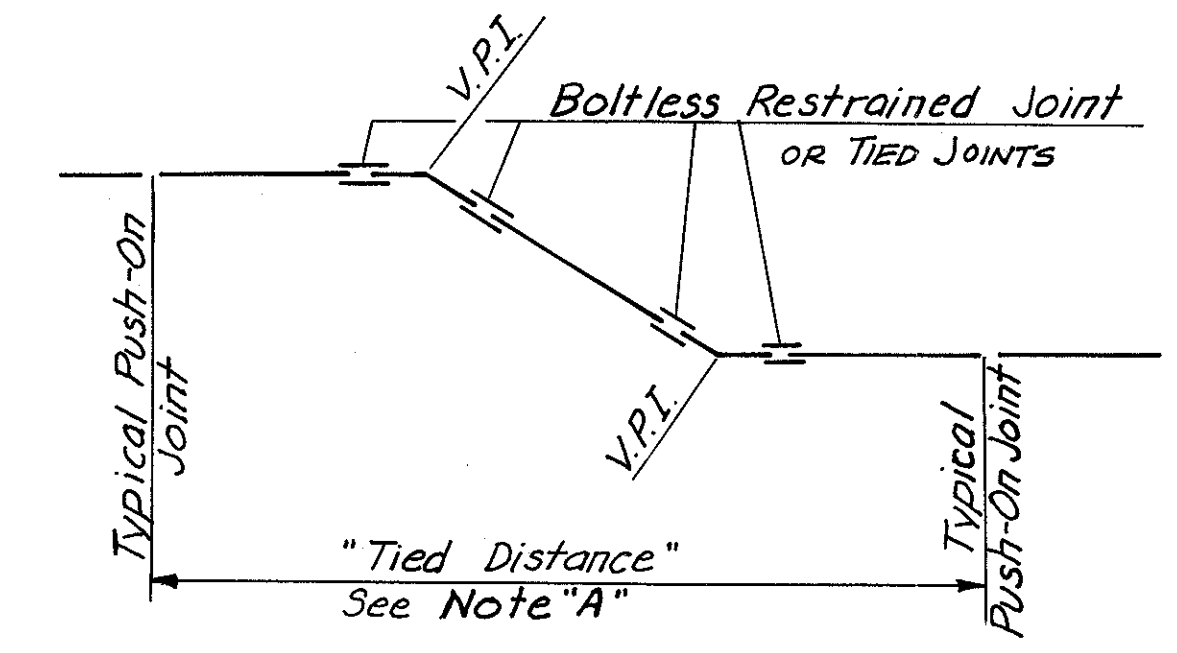 V.P.I.
Boltless Restrained Joint
OR TIED JOINTS
Typical Push-On
Joint
V.P.I.
Typical
Push-On Joint
"Tied Distance"
See Note "A"